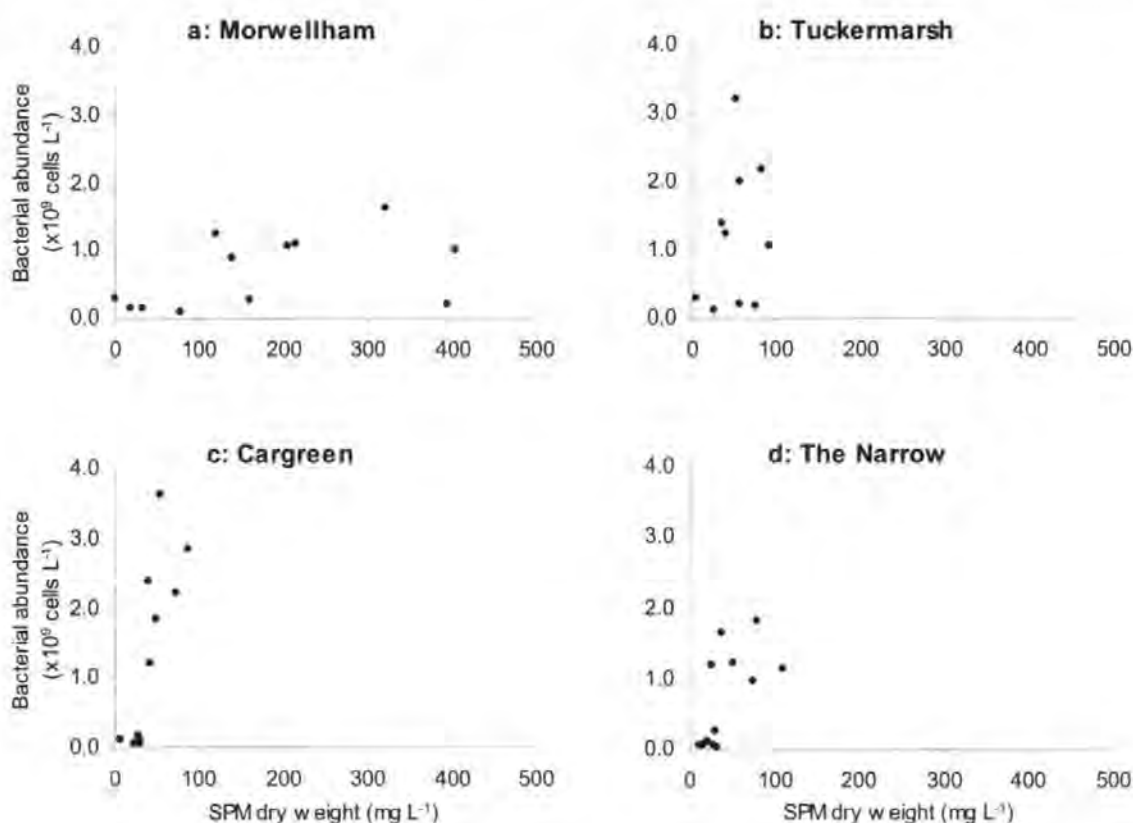 a: Morwellham
Bacterial abundance
(x10⁹ cells L⁻¹)
4.0
3.0
2.0
1.0
0.0
0 100 200 300 400 500
b: Tuckermarsh
4.0
3.0
2.0
1.0
0.0
0 100 200 300 400 500
c: Cargreen
Bacterial abundance
(x10⁹ cells L⁻¹)
4.0
3.0
2.0
1.0
0.0
0 100 200 300 400 500
SPM dry weight (mg L⁻¹)
d: The Narrow
4.0
3.0
2.0
1.0
0.0
0 100 200 300 400 500
SPM dry weight (mg L⁻¹)